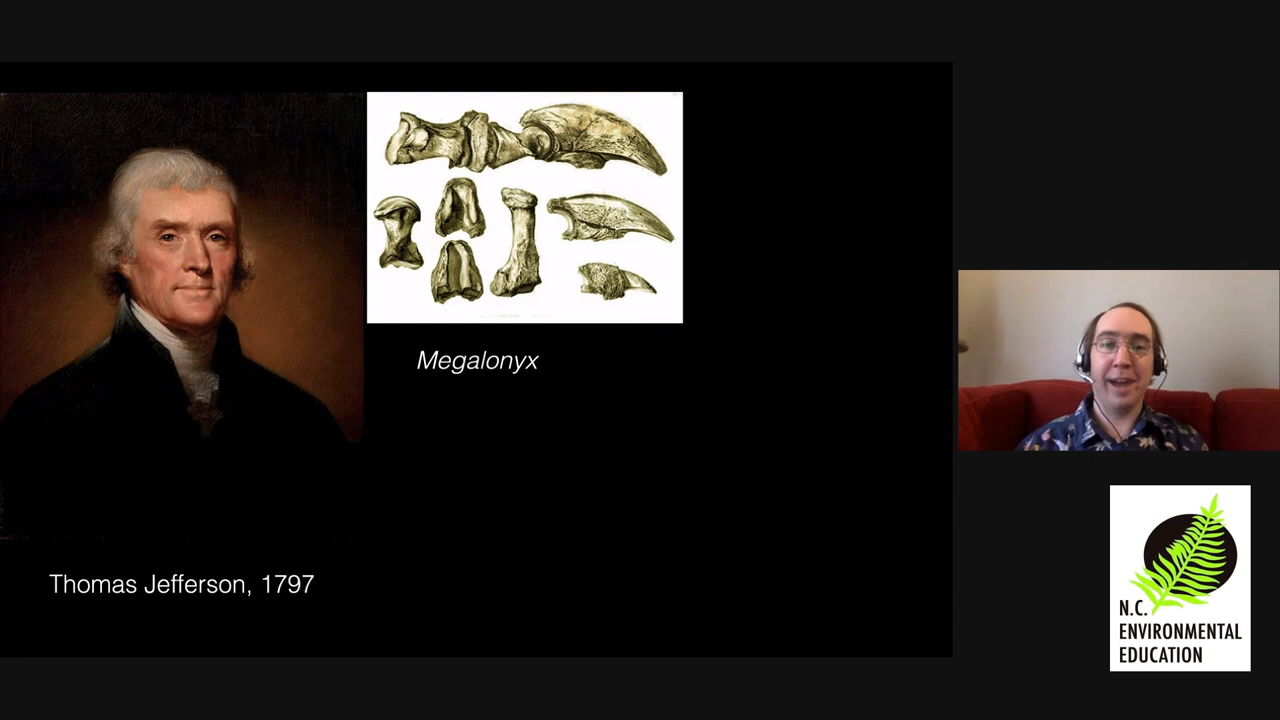 Megalonyx
Thomas Jefferson, 1797
N.C.
ENVIRONMENTAL
EDUCATION